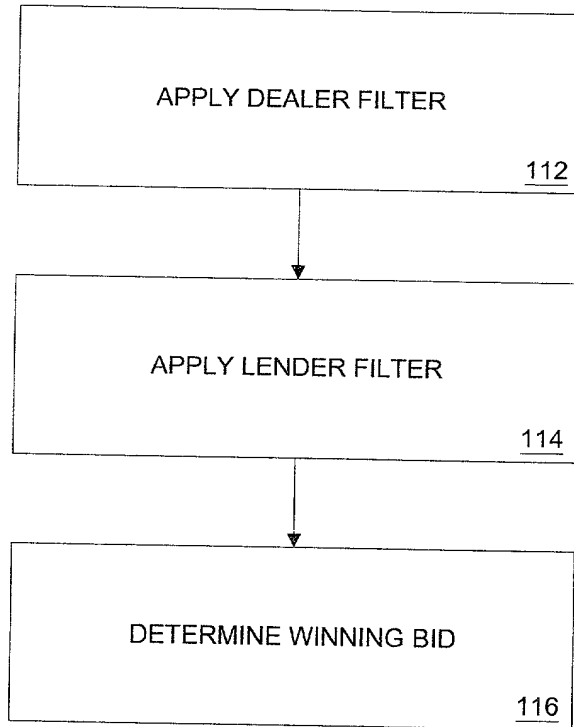 APPLY DEALER FILTER
112
APPLY LENDER FILTER
114
DETERMINE WINNING BID
116